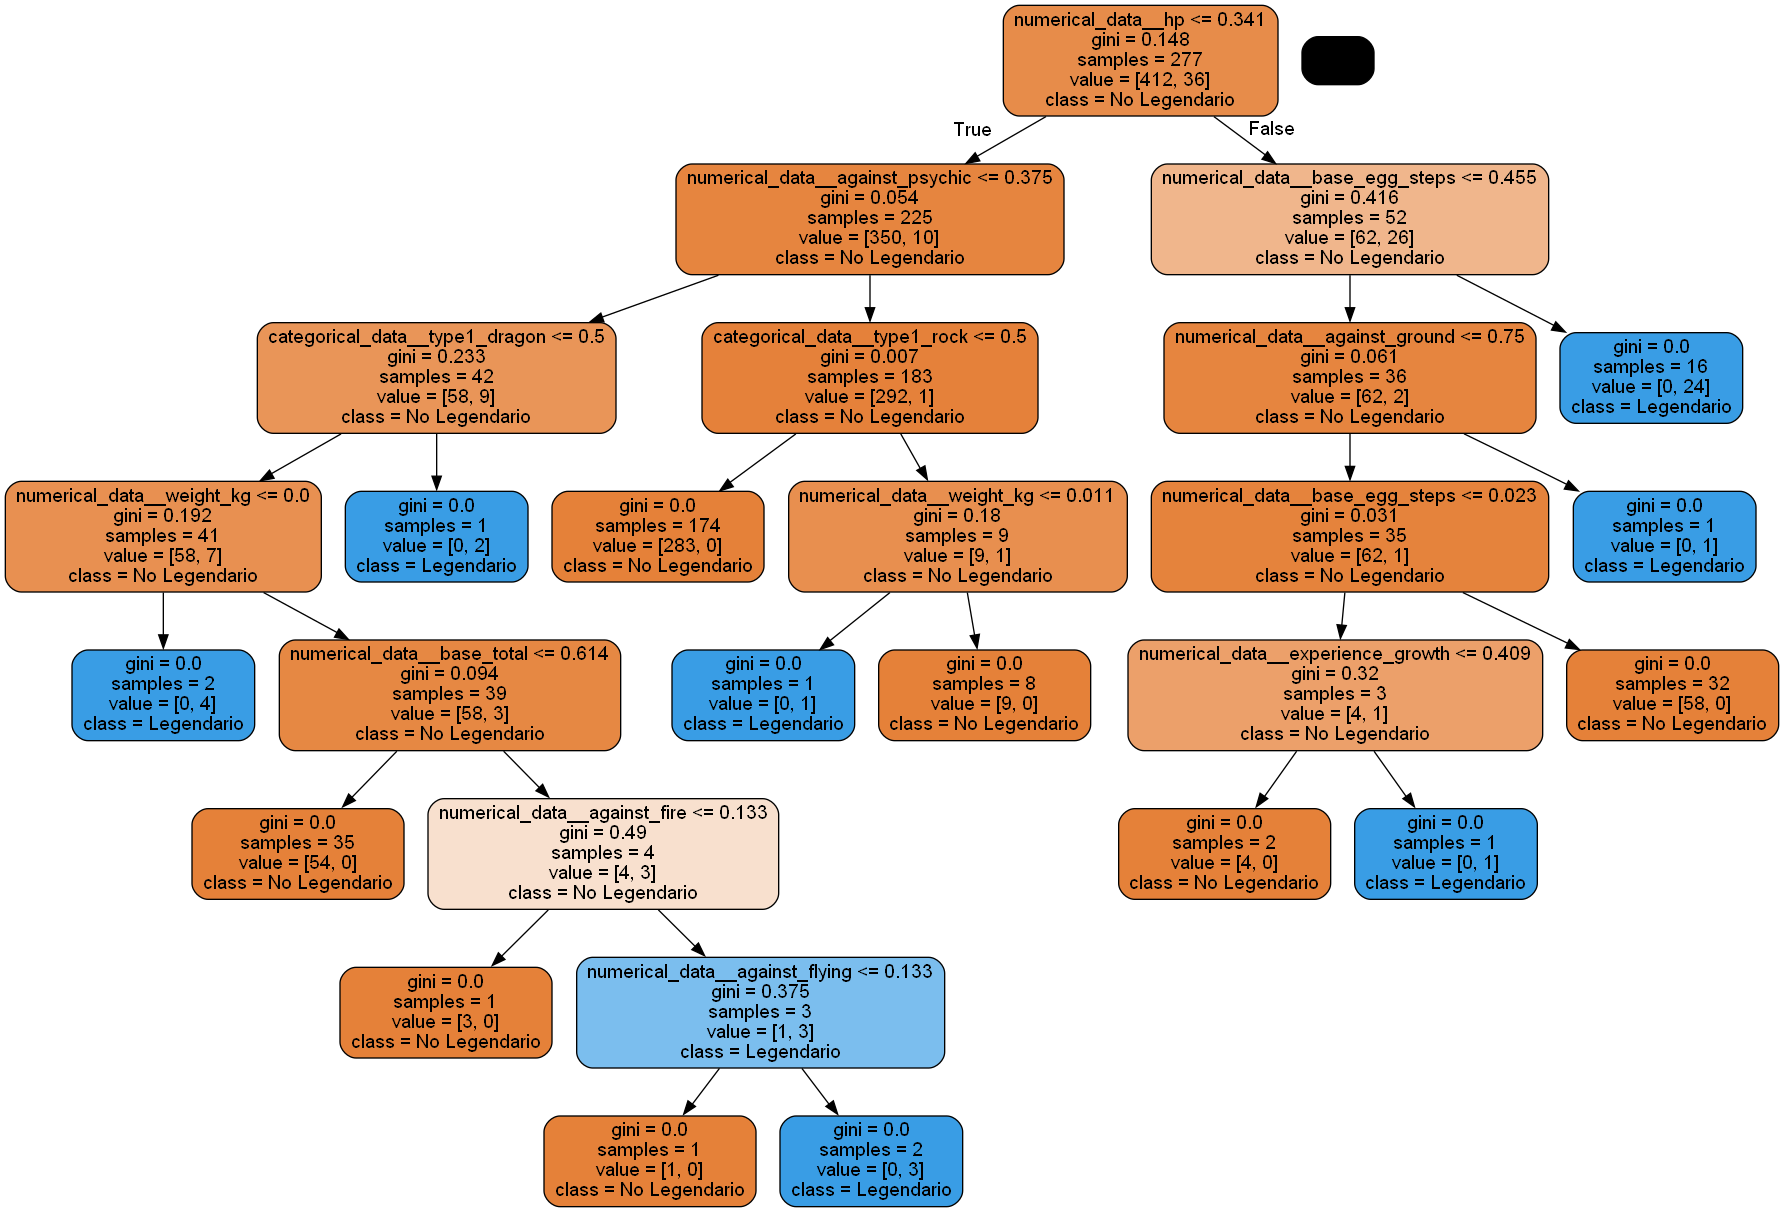 numerical_data__hp <= 0.341
gini = 0.148
samples = 277
value = [412, 36]
class = No Legendario
True
False
numerical_data__against_psychic <= 0.375
gini = 0.054
samples = 225
value = [350, 10]
class = No Legendario
numerical_data__base_egg_steps <= 0.455
gini = 0.416
samples = 52
value = [62, 26]
class = No Legendario
categorical_data__type1_dragon <= 0.5
gini = 0.233
samples = 42
value = [58, 9]
class = No Legendario
categorical_data__type1_rock <= 0.5
gini = 0.007
samples = 183
value = [292, 1]
class = No Legendario
numerical_data__against_ground <= 0.75
gini = 0.061
samples = 36
value = [62, 2]
class = No Legendario
gini = 0.0
samples = 16
value = [0, 24]
class = Legendario
numerical_data__weight_kg <= 0.0
gini = 0.192
samples = 41
value = [58, 7]
class = No Legendario
gini = 0.0
samples = 1
value = [0, 2]
class = Legendario
gini = 0.0
samples = 174
value = [283, 0]
class = No Legendario
numerical_data__weight_kg <= 0.011
gini = 0.18
samples = 9
value = [9, 1]
class = No Legendario
numerical_data__base_egg_steps <= 0.023
gini = 0.031
samples = 35
value = [62, 1]
class = No Legendario
gini = 0.0
samples = 1
value = [0, 1]
class = Legendario
gini = 0.0
samples = 2
value = [0, 4]
class = Legendario
numerical_data__base_total <= 0.614
gini = 0.094
samples = 39
value = [58, 3]
class = No Legendario
gini = 0.0
samples = 1
value = [0, 1]
class = Legendario
gini = 0.0
samples = 8
value = [9, 0]
class = No Legendario
numerical_data__experience_growth <= 0.409
gini = 0.32
samples = 3
value = [4, 1]
class = No Legendario
gini = 0.0
samples = 32
value = [58, 0]
class = No Legendario
gini = 0.0
samples = 35
value = [54, 0]
class = No Legendario
numerical_data__against_fire <= 0.133
gini = 0.49
samples = 4
value = [4, 3]
class = No Legendario
gini = 0.0
samples = 2
value = [4, 0]
class = No Legendario
gini = 0.0
samples = 1
value = [0, 1]
class = Legendario
gini = 0.0
samples = 1
value = [3, 0]
class = No Legendario
numerical_data__against_flying <= 0.133
gini = 0.375
samples = 3
value = [1, 3]
class = Legendario
gini = 0.0
samples = 1
value = [1, 0]
class = No Legendario
gini = 0.0
samples = 2
value = [0, 3]
class = Legendario